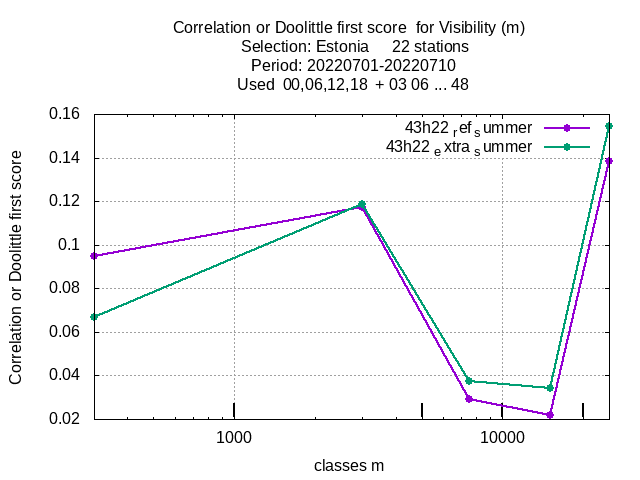 Correlation or Doolittle first score  for Visibility (m)
Selection: Estonia     22 stations
Period: 20220701-20220710
Used  00,06,12,18  + 03 06 ... 48
43h22 ref summer
43h22 extra summer
Correlation or Doolittle first score
0.16
0.14
0.12
0.1
0.08
0.06
0.04
0.02
1000
10000
classes m